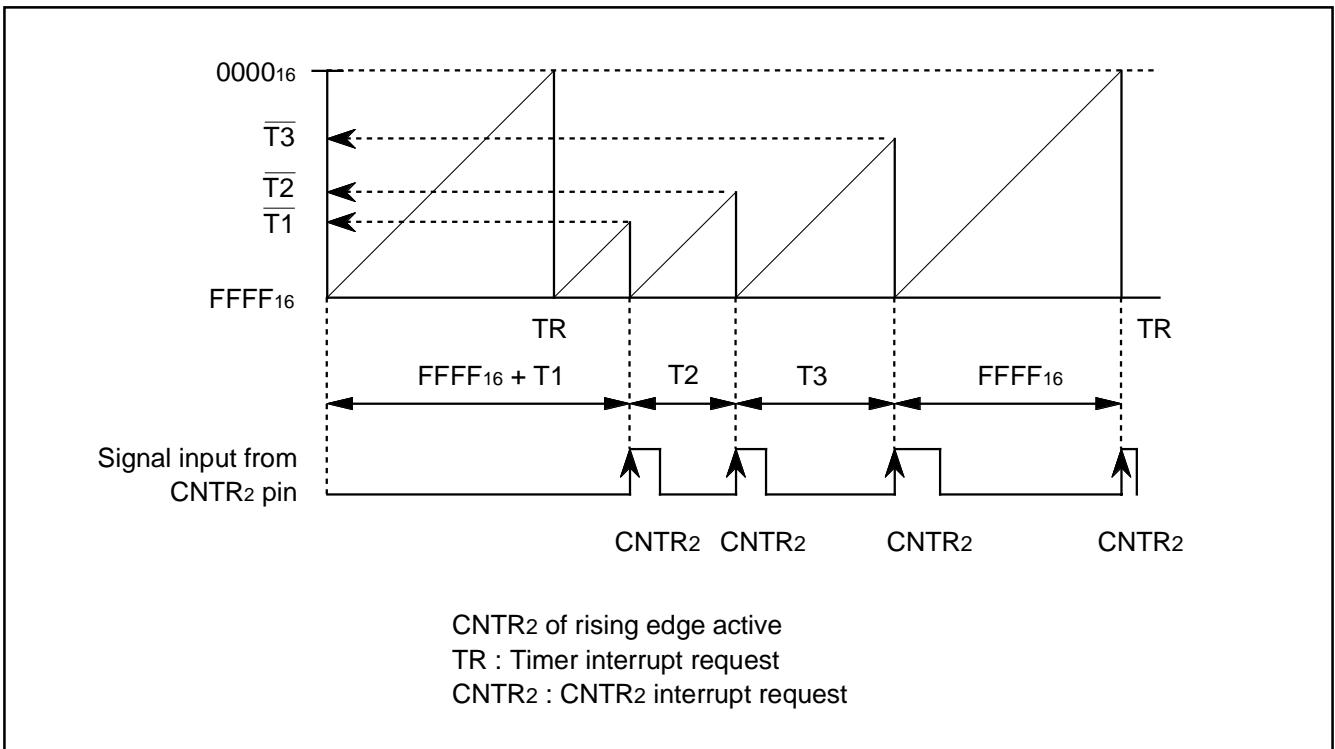 0000₁₆
T3̅
T2̅
T1̅
FFFF₁₆
TR
TR
FFFF₁₆ + T1
T2
T3
FFFF₁₆
Signal input from
CNTR₂ pin
CNTR₂
CNTR₂
CNTR₂
CNTR₂
CNTR₂ of rising edge active
TR : Timer interrupt request
CNTR₂ : CNTR₂ interrupt request